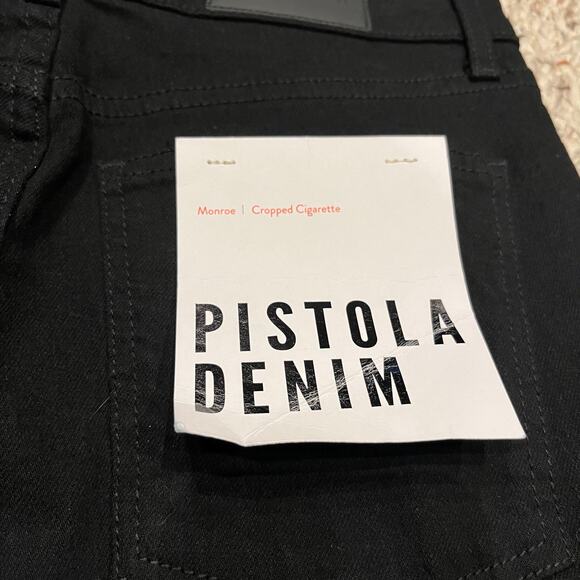 Monroe | Cropped Cigarette
PISTOLA
DENIM